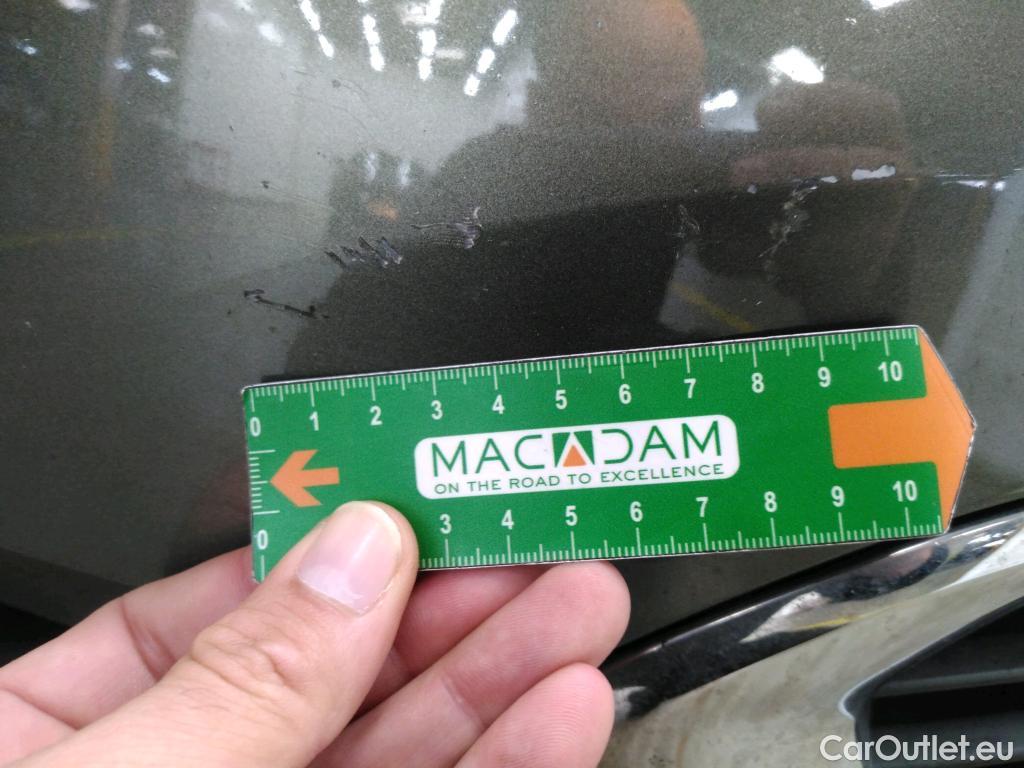 0 1 2 3 4 5 6 7 8 9 10
MACADAM
ON THE ROAD TO EXCELLENCE
0 3 4 5 6 7 8 9 10
CarOutlet.eu